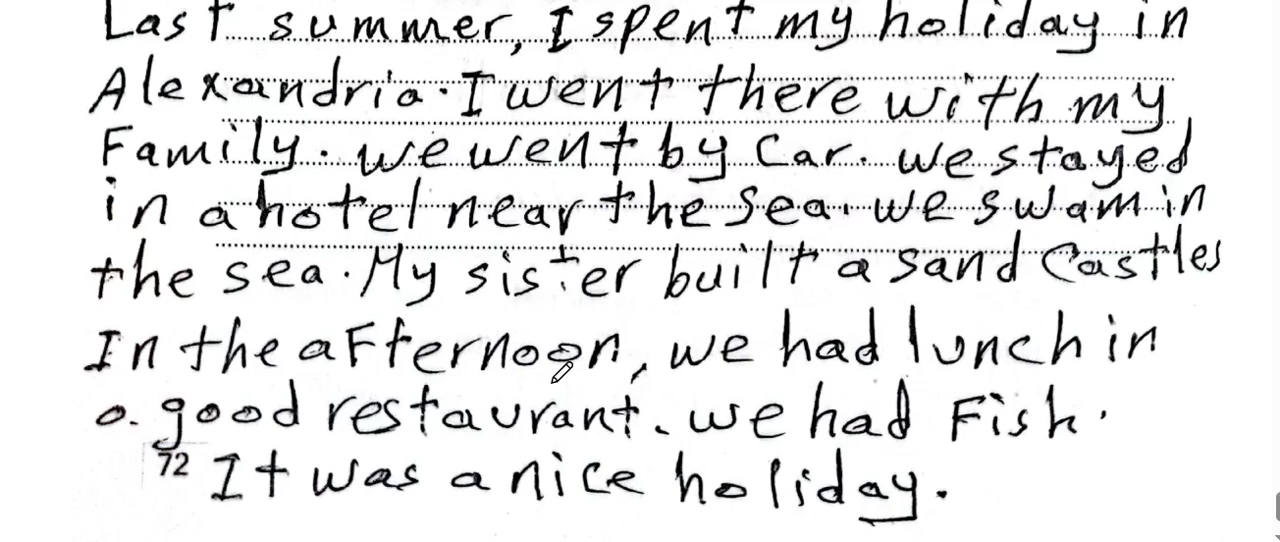 Last summer, I spent my holiday in
Alexandria. I went there with my
Family. we went by Car. we stayed
in a hotel near the sea. we swam in
the sea. My sister built a sand Castles
In the aFternoon, we had lunch in
a good restaurant. we had Fish.
72 It was a nice holiday.